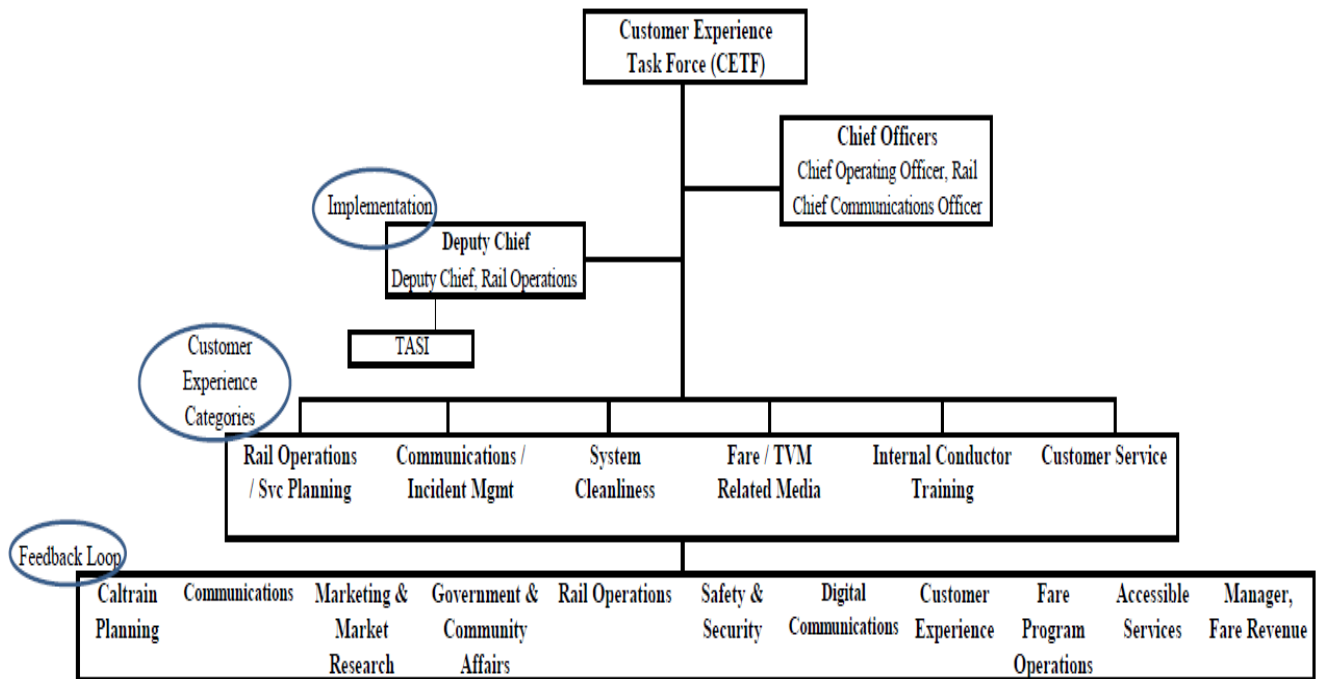 Customer Experience
Task Force (CETF)
Chief Officers
Chief Operating Officer, Rail
Chief Communications Officer
Implementation
Deputy Chief
Deputy Chief, Rail Operations
TASI
Customer
Experience
Categories
Rail Operations
/ Svc Planning
Communications /
Incident Mgmt
System
Cleanliness
Fare / TVM
Related Media
Internal Conductor
Training
Customer Service
Feedback Loop
Caltrain
Planning
Communications
Marketing &
Market
Research
Government &
Community
Affairs
Rail Operations
Safety &
Security
Digital
Communications
Customer
Experience
Fare
Program
Operations
Accessible
Services
Manager,
Fare Revenue